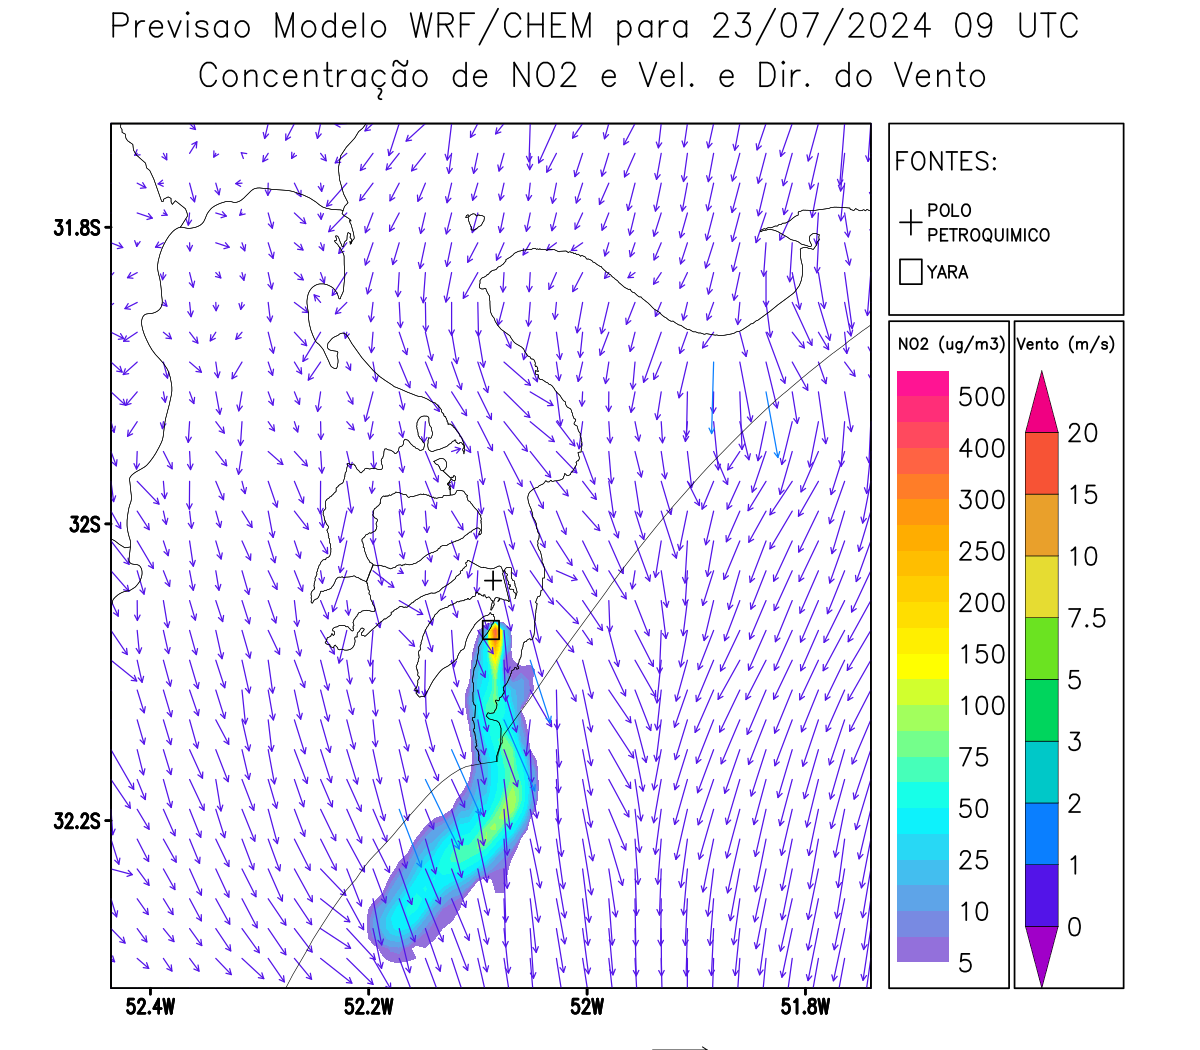 Previsao Modelo WRF/CHEM para 23/07/2024 09 UTC
Concentração de NO2 e Vel. e Dir. do Vento
FONTES:
POLO
PETROQUIMICO
YARA
NO2 (ug/m3)
500
400
300
250
200
150
100
75
50
25
10
5
Vento (m/s)
20
15
10
7.5
5
3
2
1
0
31.8S
32S
32.2S
52.4W
52.2W
52W
51.8W